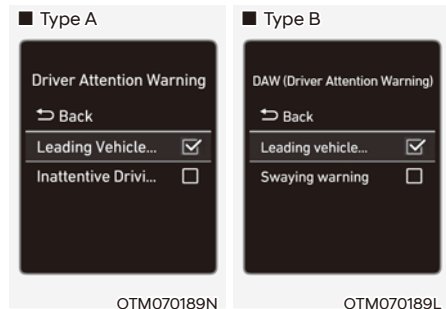 ■ Type A
Driver Attention Warning
Back
Leading Vehicle...
Inattentive Drivi...
OTM070189N
■ Type B
DAW (Driver Attention Warning)
Back
Leading vehicle...
Swaying warning
OTM070189L